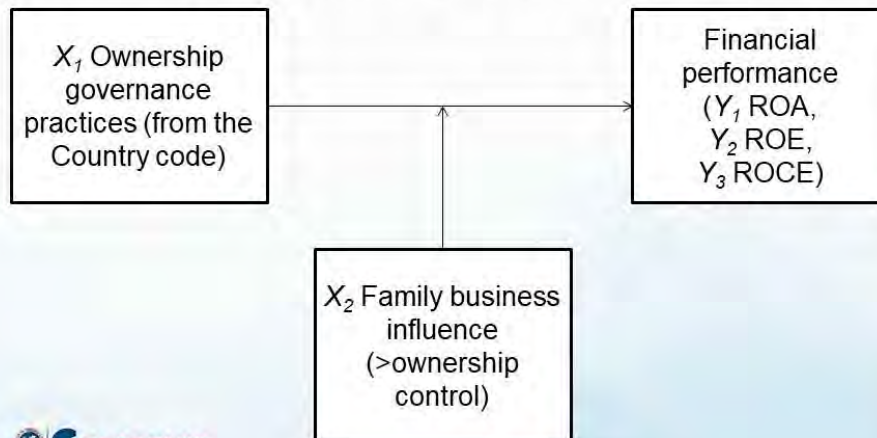 X₁ Ownership
governance
practices (from the
Country code)
Financial
performance
(Y₁ ROA,
Y₂ ROE,
Y₃ ROCE)
X₂ Family business
influence
(>ownership
control)